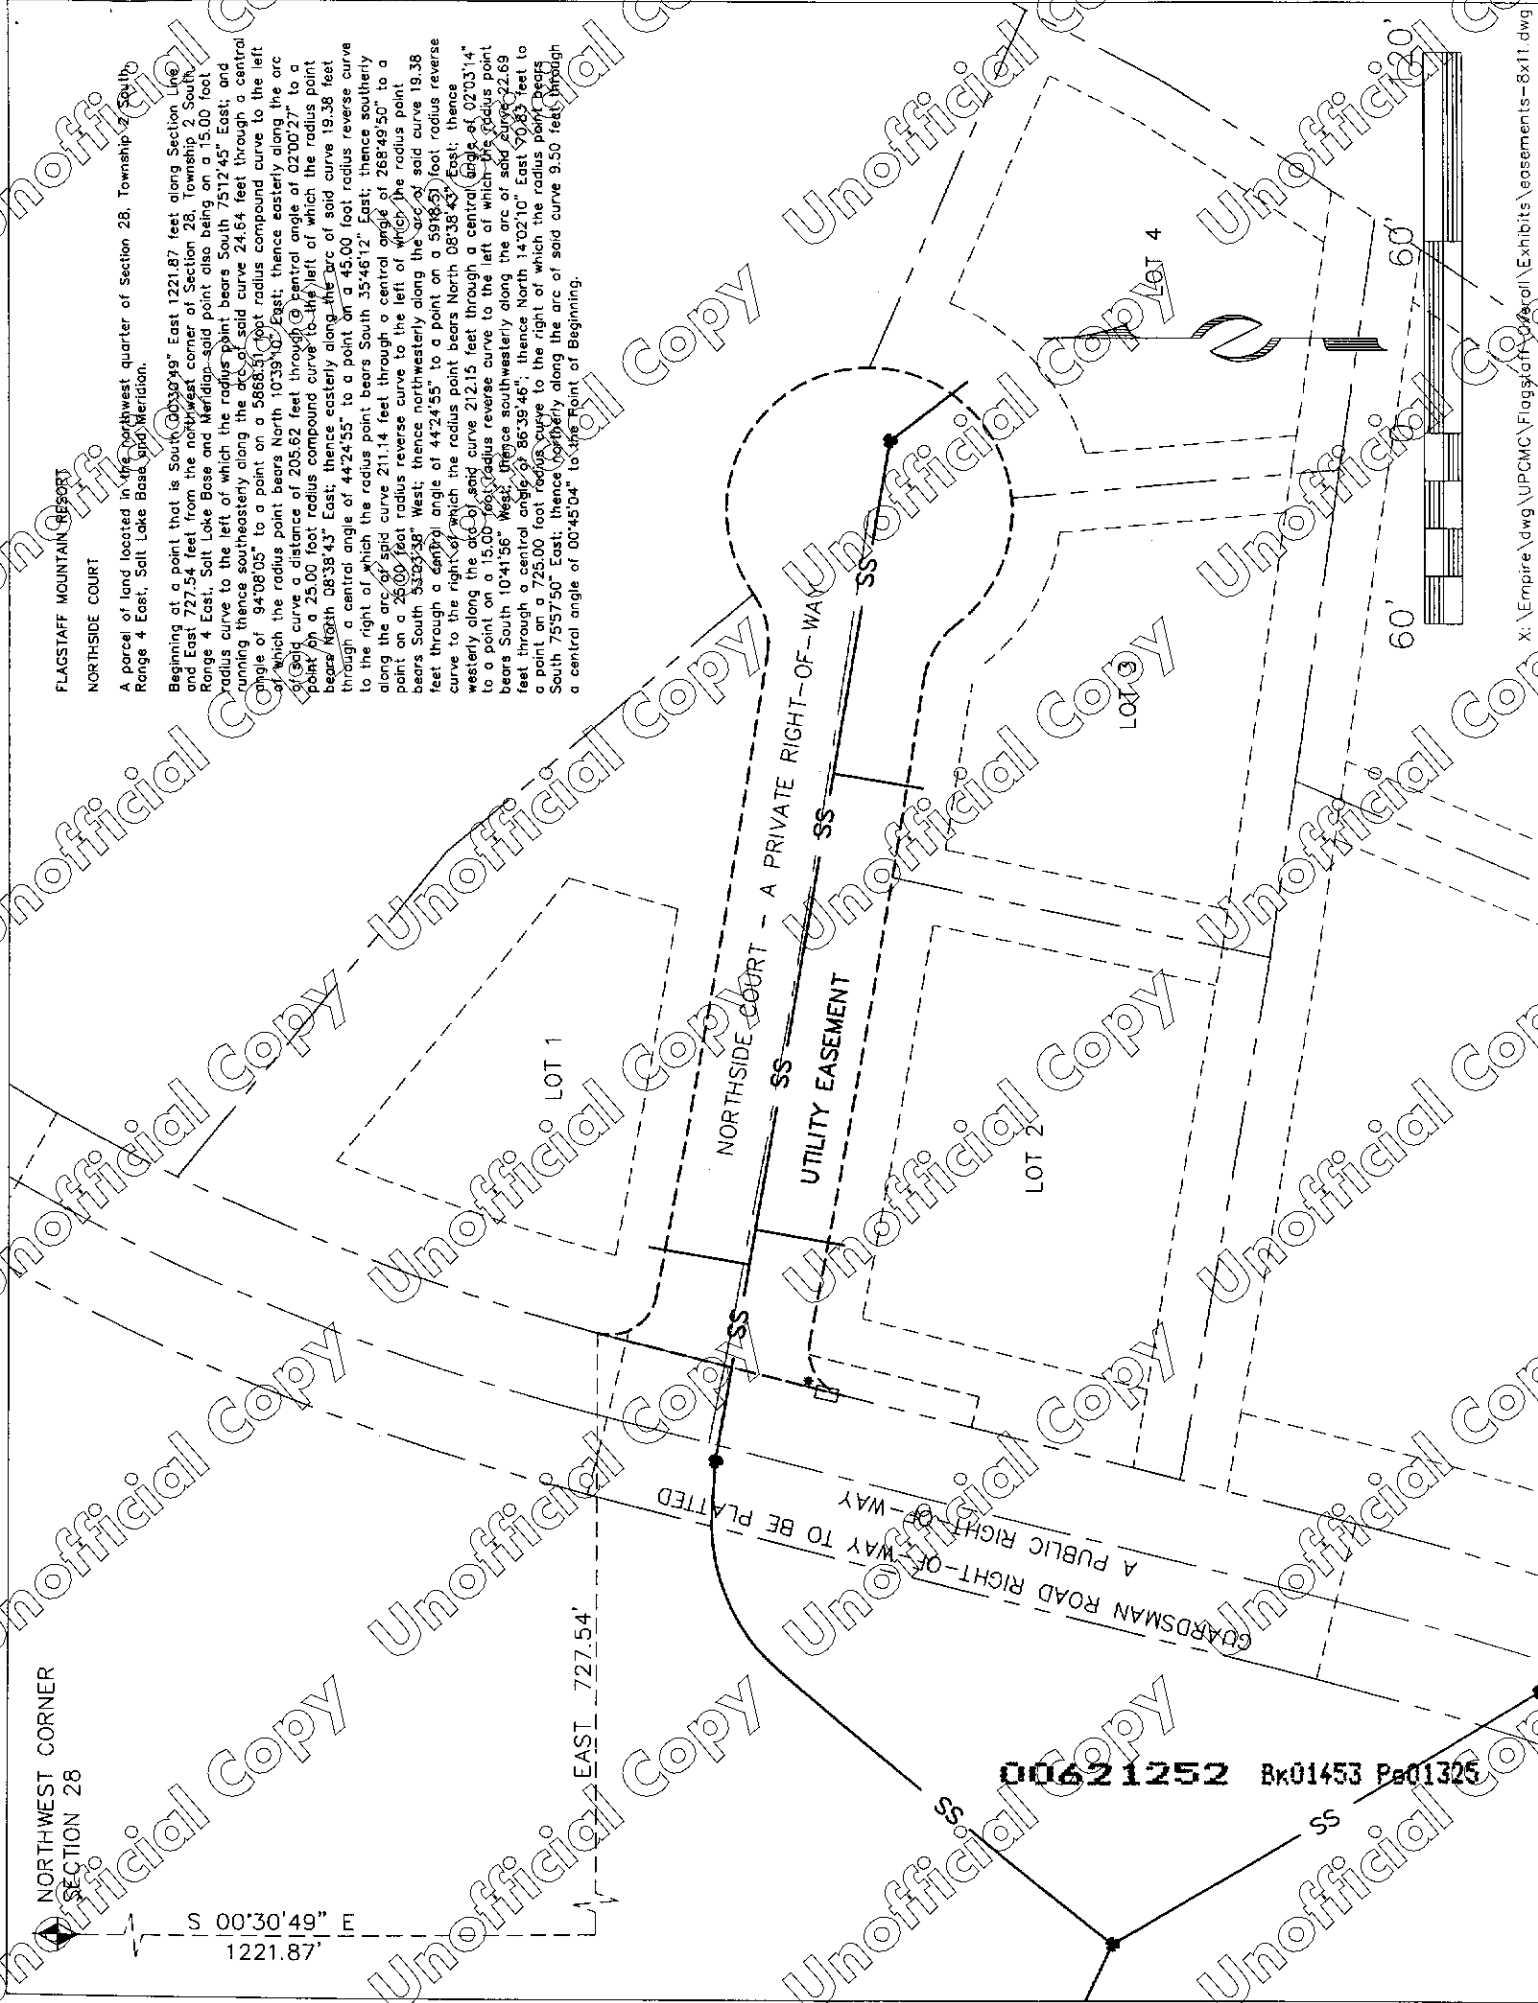 FLAGSTAFF MOUNTAIN RESORT
NORTHSIDE COURT
A parcel of land located in the northwest quarter of Section 28, Township 2 South,
Range 4 East, Salt Lake Base and Meridion.
Beginning at a point that is South 00°30'49" East 1221.87 feet along Section Line
and East 727.54 feet from the northwest corner of Section 28, Township 2 South,
Range 4 East, Salt Lake Base and Meridian said point also being on a 15.00 foot
radius curve to the left of which the radius point bears South 75°12'45" East; and
running thence southeasterly along the arc of said curve 24.64 feet through a central
angle of 94°08'05" to a point on a 5868.51 foot radius compound curve to the left
of which the radius point bears North 10°39'10" East; thence easterly along the arc
of said curve a distance of 205.62 feet through a central angle of 02°00'27" to a
point on a 25.00 foot radius compound curve to the left of which the radius point
bears North 08°38'43" East; thence easterly along the arc of said curve 19.38 feet
through a central angle of 44°24'55" to a point on a 45.00 foot radius reverse curve
to the right of which the radius point bears South 35°46'12" East; thence southerly
along the arc of said curve 211.14 feet through a central angle of 268°49'50" to a
point on a 25.00 foot radius reverse curve to the left of which the radius point
bears South 53°03'38" West; thence northwesterly along the arc of said curve 19.38
feet through a central angle of 44°24'55" to a point on a 5918.51 foot radius reverse
curve to the right of which the radius point bears North 08°38'43" East; thence
westerly along the arc of said curve 212.15 feet through a central angle of 02°03'14"
to a point on a 15.00 foot radius reverse curve to the left of which the radius point
bears South 10°41'56" West; thence southwesterly along the arc of said curve 22.69
feet through a central angle of 86°39'46"; thence North 14°02'10" East 70.83 feet to
a point on a 725.00 foot radius curve to the right of which the radius point bears
South 75°57'50" East; thence northerly along the arc of said curve 9.50 feet through
a central angle of 00°45'04" to the Point of Beginning.
NORTHWEST CORNER
SECTION 28
S 00°30'49" E
1221.87'
EAST 727.54'
LOT 1
NORTHSIDE COURT - A PRIVATE RIGHT-OF-WAY
SS
SS
SS
SS
UTILITY EASEMENT
LOT 2
LOT 3
LOT 4
GUARDSMAN ROAD RIGHT-OF-WAY TO BE PLATTED
A PUBLIC RIGHT-OF-WAY
SS
SS
60'
0'
60'
120'
X:\Empire\dwg\UPCMC\Flagstaff\Overall\Exhibits\easements-8x11.dwg
00621252 Bk01453 Pg01325
Unofficial Copy